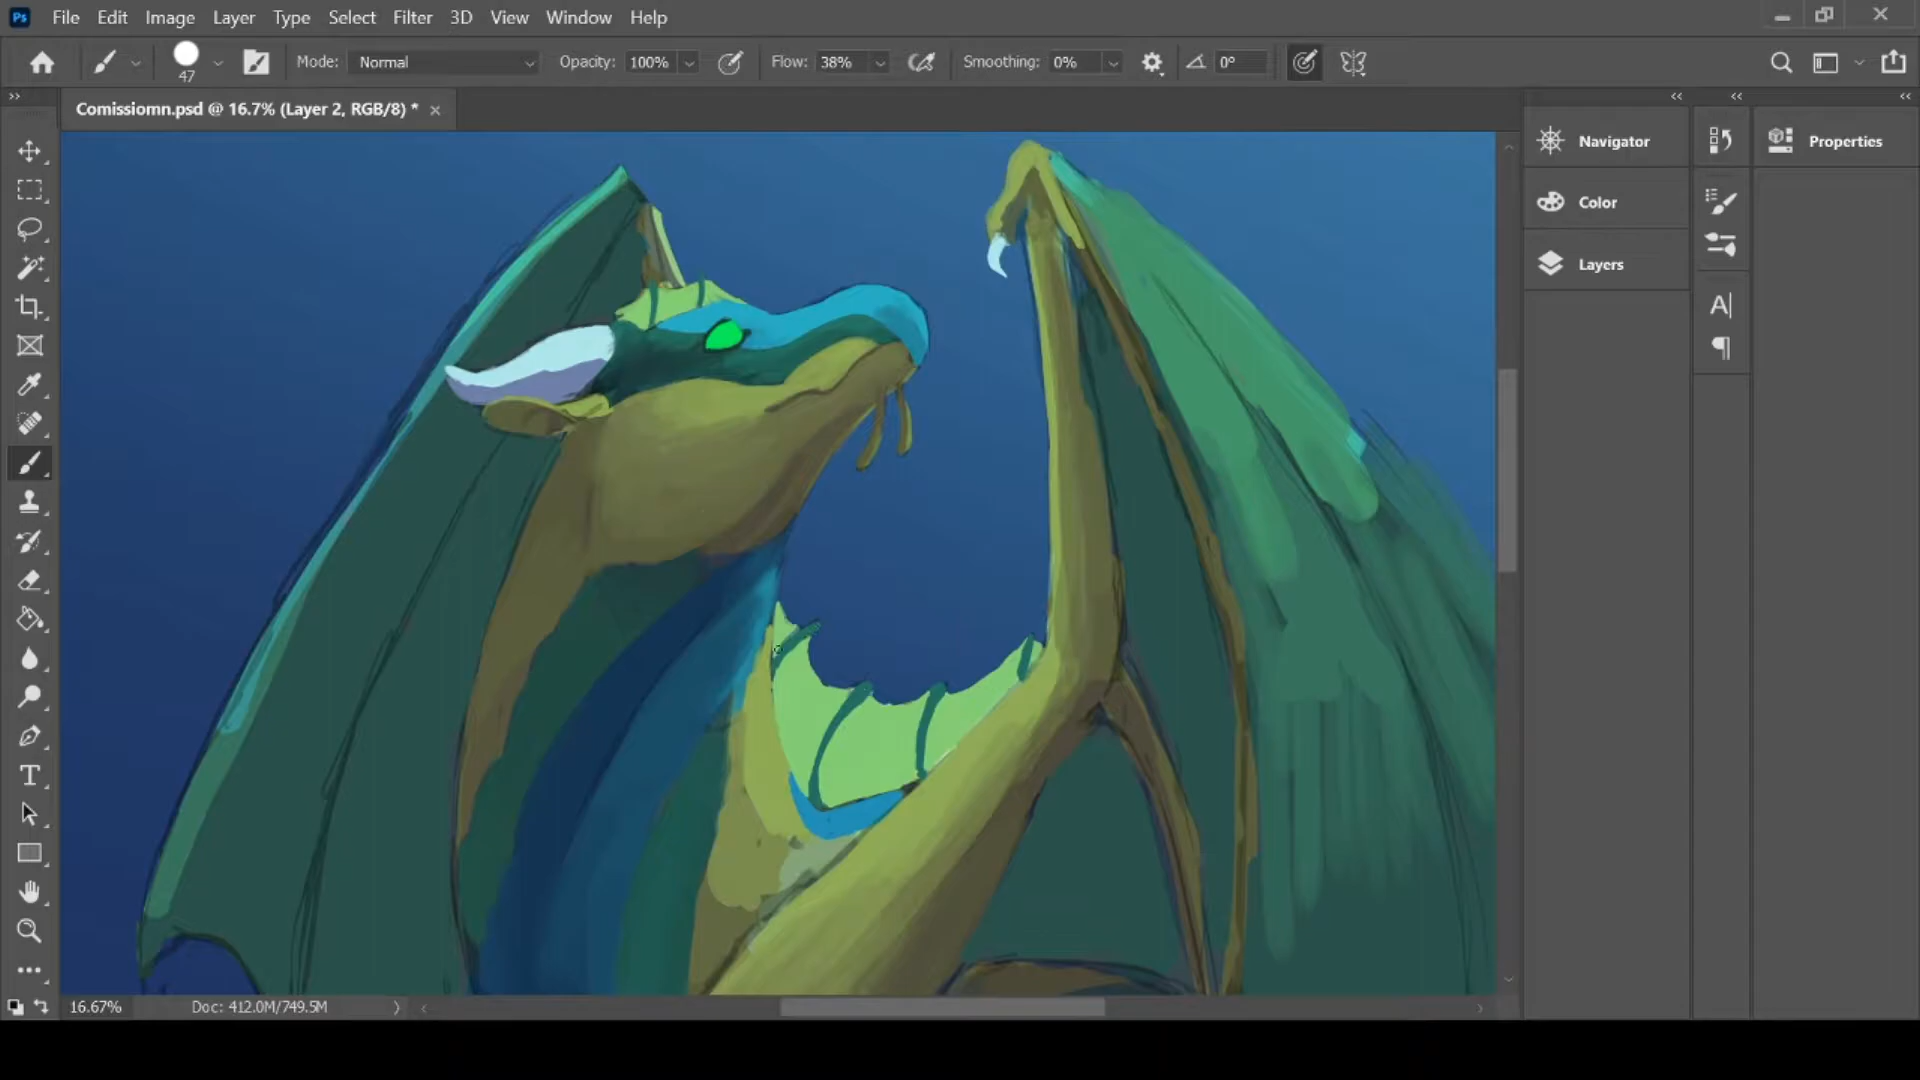 Ps File Edit Image Layer Type Select Filter 3D View Window Help
47 Mode: Normal Opacity: 100% Flow: 38% Smoothing: 0% 0°
Comissiomn.psd @ 16.7% (Layer 2, RGB/8) * ×
Navigator
Properties
Color
Layers
16.67% Doc: 412.0M/749.5M